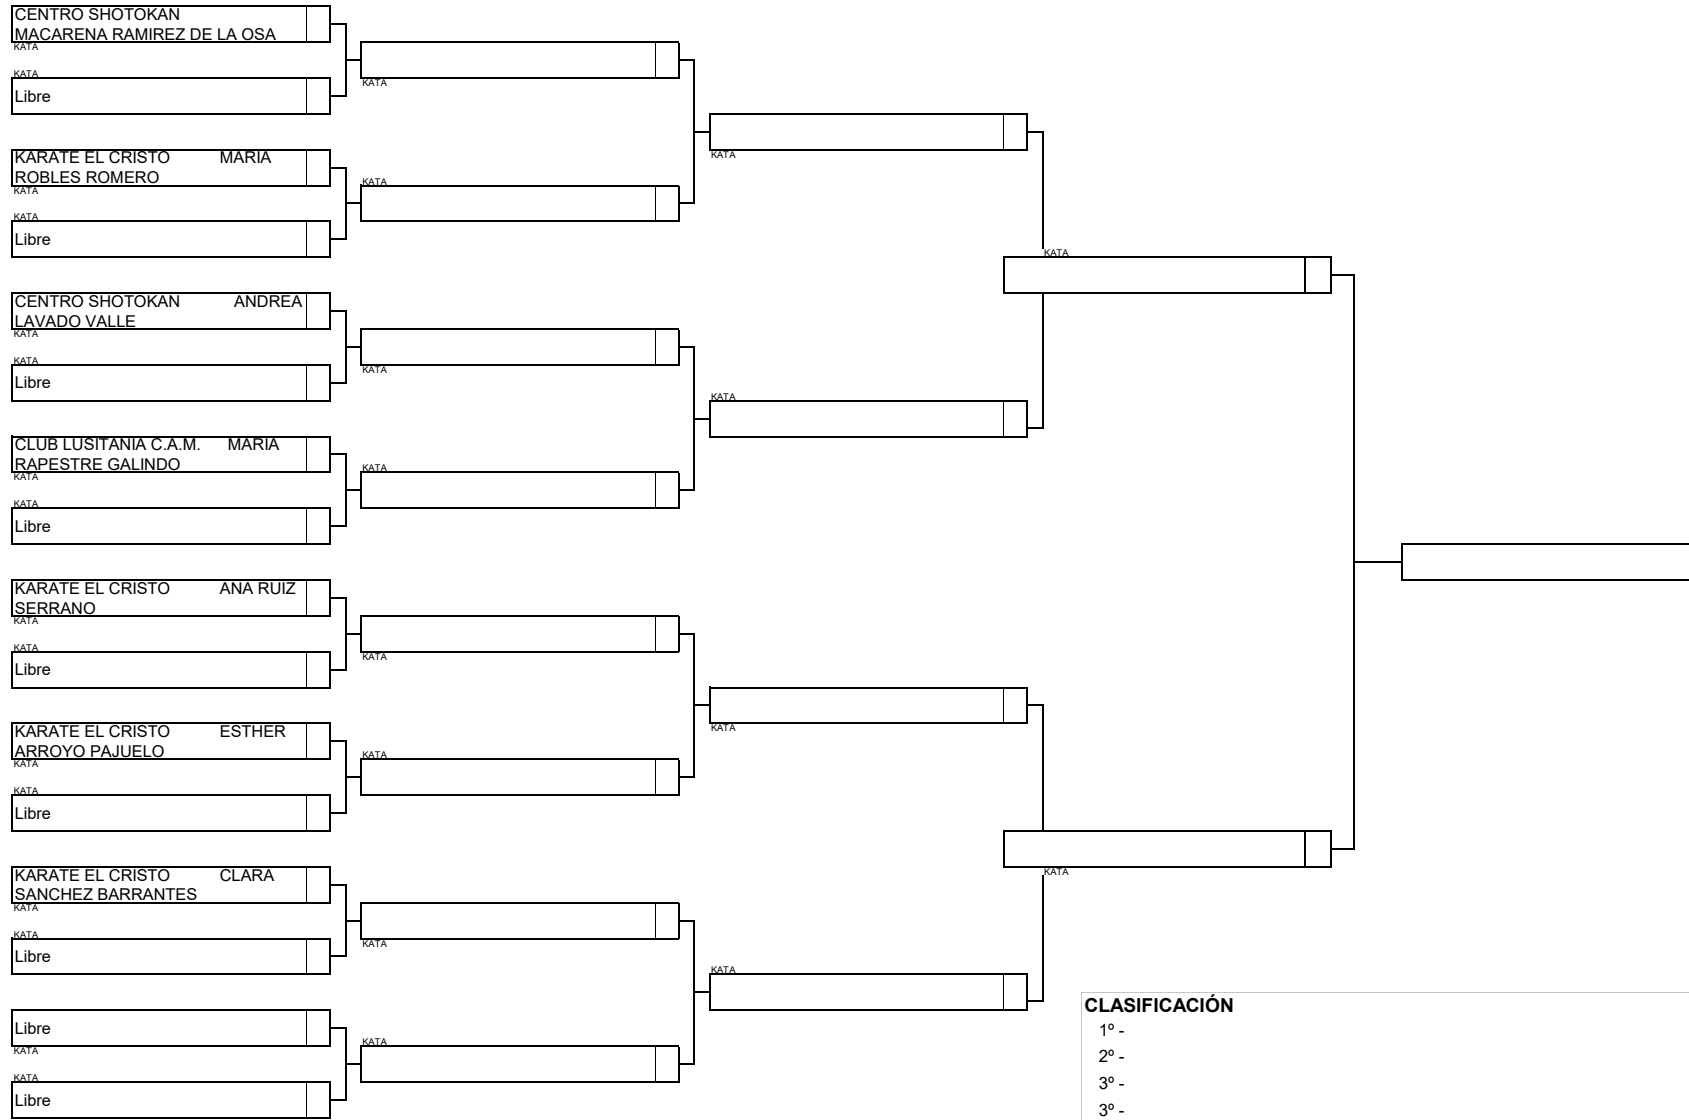 CENTRO SHOTOKAN
MACARENA RAMIREZ DE LA OSA
KATA
KATA
Libre
KARATE EL CRISTO MARIA
ROBLES ROMERO
KATA
KATA
Libre
CENTRO SHOTOKAN ANDREA
LAVADO VALLE
KATA
KATA
Libre
CLUB LUSITANIA C.A.M. MARIA
RAPESTRE GALINDO
KATA
KATA
Libre
KARATE EL CRISTO ANA RUIZ
SERRANO
KATA
KATA
Libre
KARATE EL CRISTO ESTHER
ARROYO PAJUELO
KATA
KATA
Libre
KARATE EL CRISTO CLARA
SANCHEZ BARRANTES
KATA
KATA
Libre
Libre
KATA
KATA
Libre
KATA
KATA
KATA
KATA
KATA
KATA
KATA
KATA
KATA
KATA
KATA
KATA
KATA
KATA
CLASIFICACIÓN
1º -
2º -
3º -
3º -